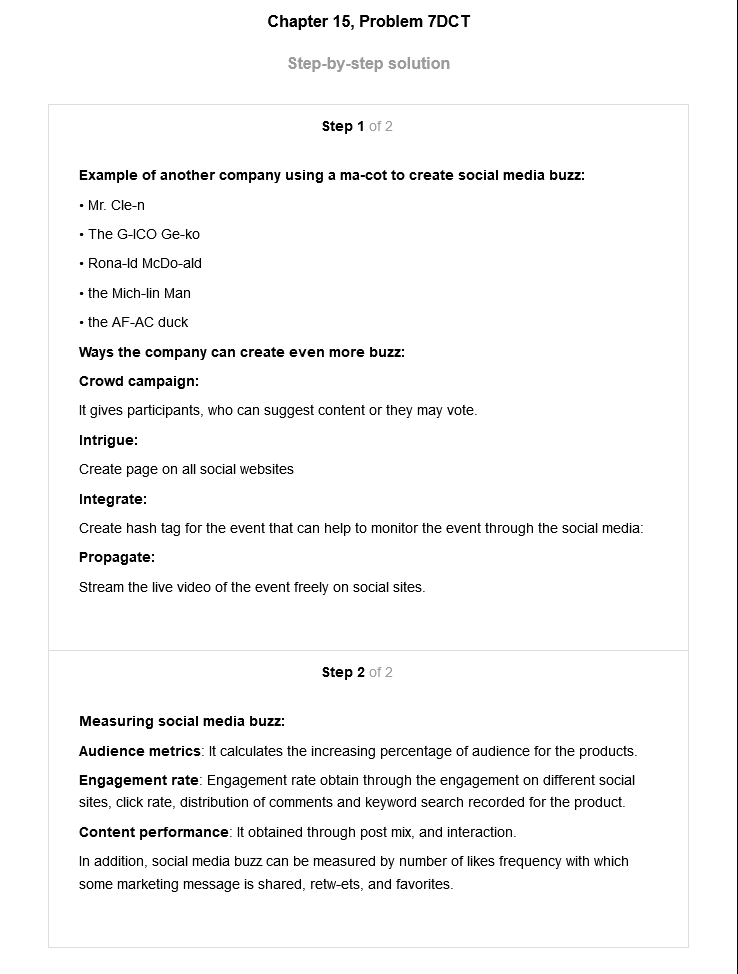 Chapter 15, Problem 7DCT
Step-by-step solution
Step 1 of 2
Example of another company using a ma-cot to create social media buzz:
• Mr. Cle-n
• The G-ICO Ge-ko
• Rona-ld McDo-ald
• the Mich-lin Man
• the AF-AC duck
Ways the company can create even more buzz:
Crowd campaign:
It gives participants, who can suggest content or they may vote.
Intrigue:
Create page on all social websites
Integrate:
Create hash tag for the event that can help to monitor the event through the social media:
Propagate:
Stream the live video of the event freely on social sites.
Step 2 of 2
Measuring social media buzz:
Audience metrics: It calculates the increasing percentage of audience for the products.
Engagement rate: Engagement rate obtain through the engagement on different social
sites, click rate, distribution of comments and keyword search recorded for the product.
Content performance: It obtained through post mix, and interaction.
In addition, social media buzz can be measured by number of likes frequency with which
some marketing message is shared, retw-ets, and favorites.